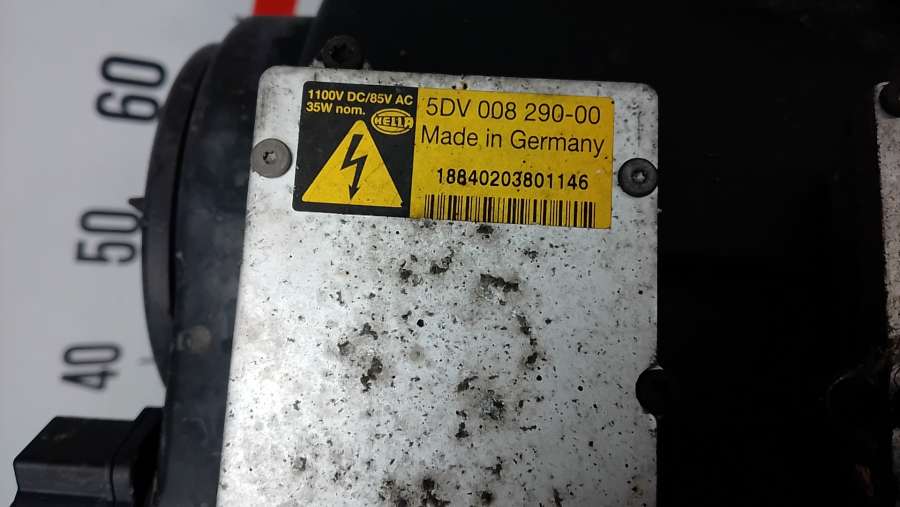 1100V DC/85V AC
35W nom.
HELLA
5DV 008 290-00
Made in Germany
18840203801146
60
50
40